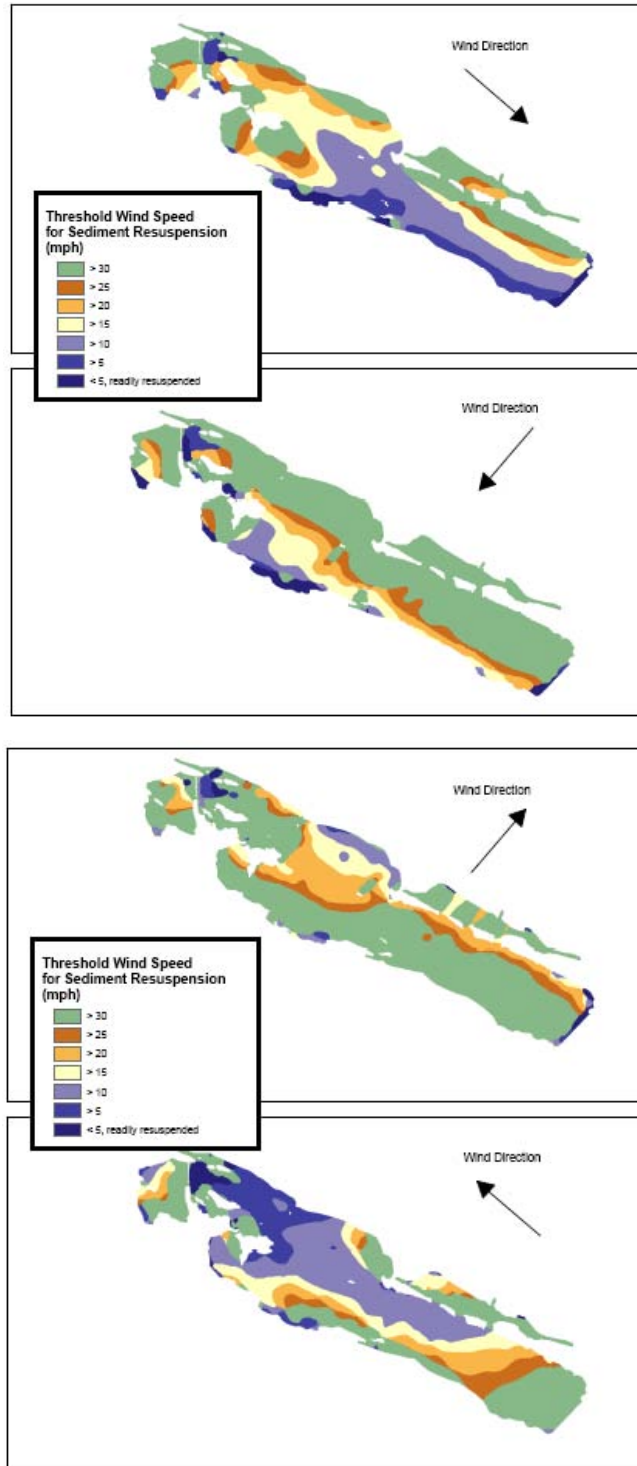 Wind Direction
Threshold Wind Speed
for Sediment Resuspension
(mph)
> 30
> 25
> 20
> 15
> 10
> 5
< 5, readily resuspended
Wind Direction
Wind Direction
Threshold Wind Speed
for Sediment Resuspension
(mph)
> 30
> 25
> 20
> 15
> 10
> 5
< 5, readily resuspended
Wind Direction